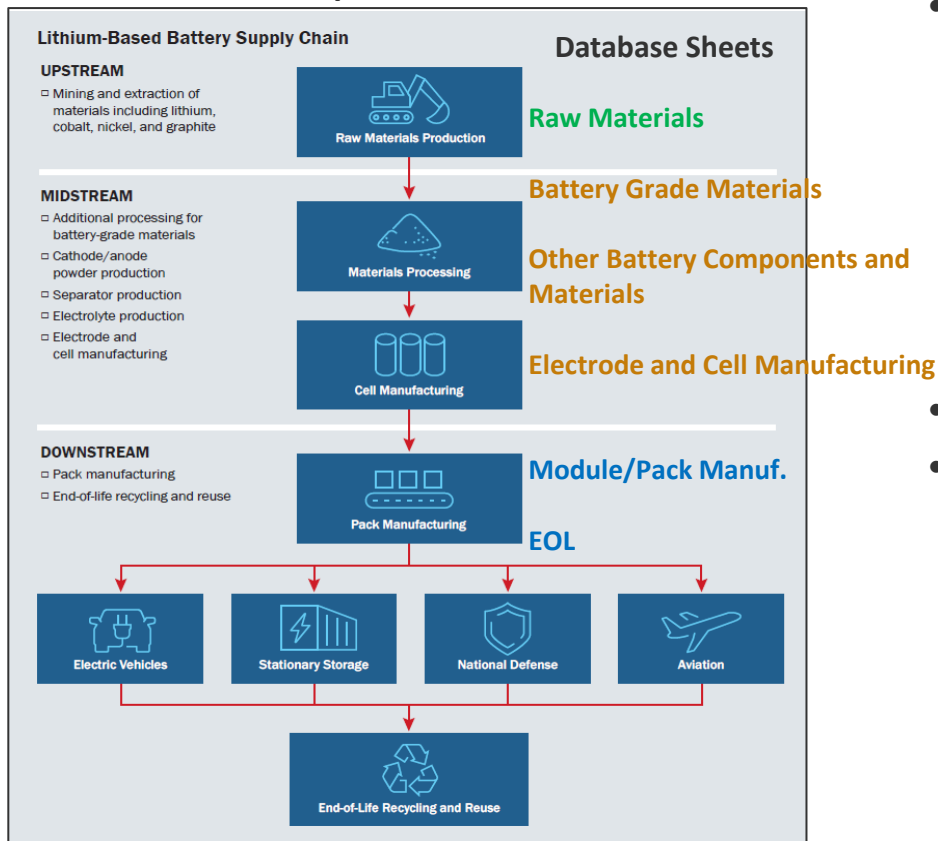 Lithium-Based Battery Supply Chain
Database Sheets
UPSTREAM
□ Mining and extraction of
materials including lithium,
cobalt, nickel, and graphite
Raw Materials Production
Raw Materials
MIDSTREAM
□ Additional processing for
battery-grade materials
□ Cathode/anode
powder production
□ Separator production
□ Electrolyte production
□ Electrode and
cell manufacturing
Battery Grade Materials
Materials Processing
Other Battery Components and
Materials
Cell Manufacturing
Electrode and Cell Manufacturing
DOWNSTREAM
□ Pack manufacturing
□ End-of-life recycling and reuse
Pack Manufacturing
Module/Pack Manuf.
EOL
Electric Vehicles
Stationary Storage
National Defense
Aviation
End-of-Life Recycling and Reuse